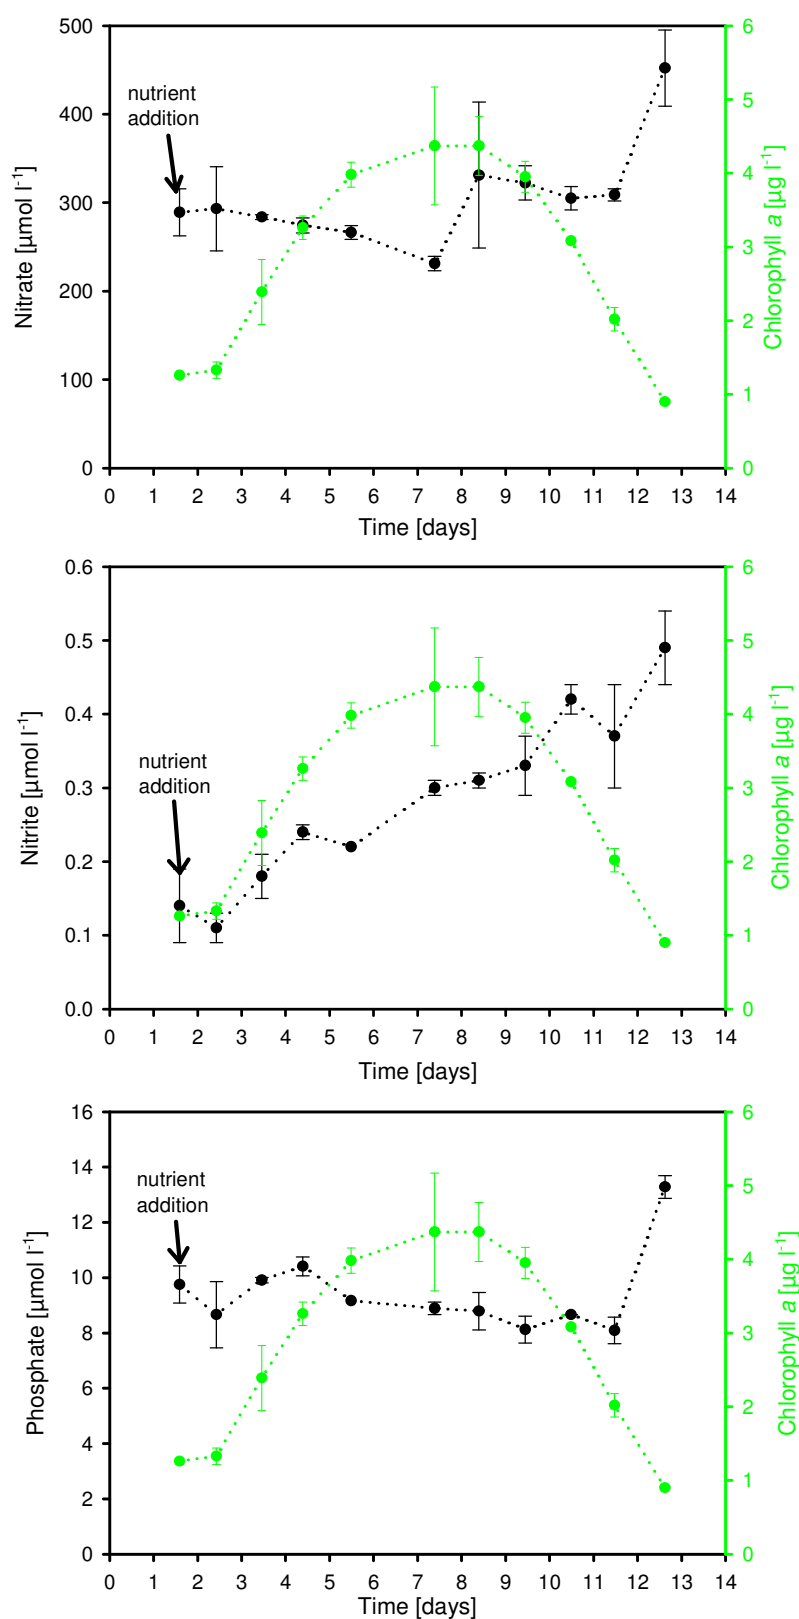 500
400
300
200
100
0
Nitrate [µmol l⁻¹]
nutrient
addition
6
5
4
3
2
1
0
Chlorophyll a [µg l⁻¹]
0 1 2 3 4 5 6 7 8 9 10 11 12 13 14
Time [days]
0.6
0.5
0.4
0.3
0.2
0.1
0.0
Nitrite [µmol l⁻¹]
nutrient
addition
6
5
4
3
2
1
0
Chlorophyll a [µg l⁻¹]
0 1 2 3 4 5 6 7 8 9 10 11 12 13 14
Time [days]
16
14
12
10
8
6
4
2
0
Phosphate [µmol l⁻¹]
nutrient
addition
6
5
4
3
2
1
0
Chlorophyll a [µg l⁻¹]
0 1 2 3 4 5 6 7 8 9 10 11 12 13 14
Time [days]